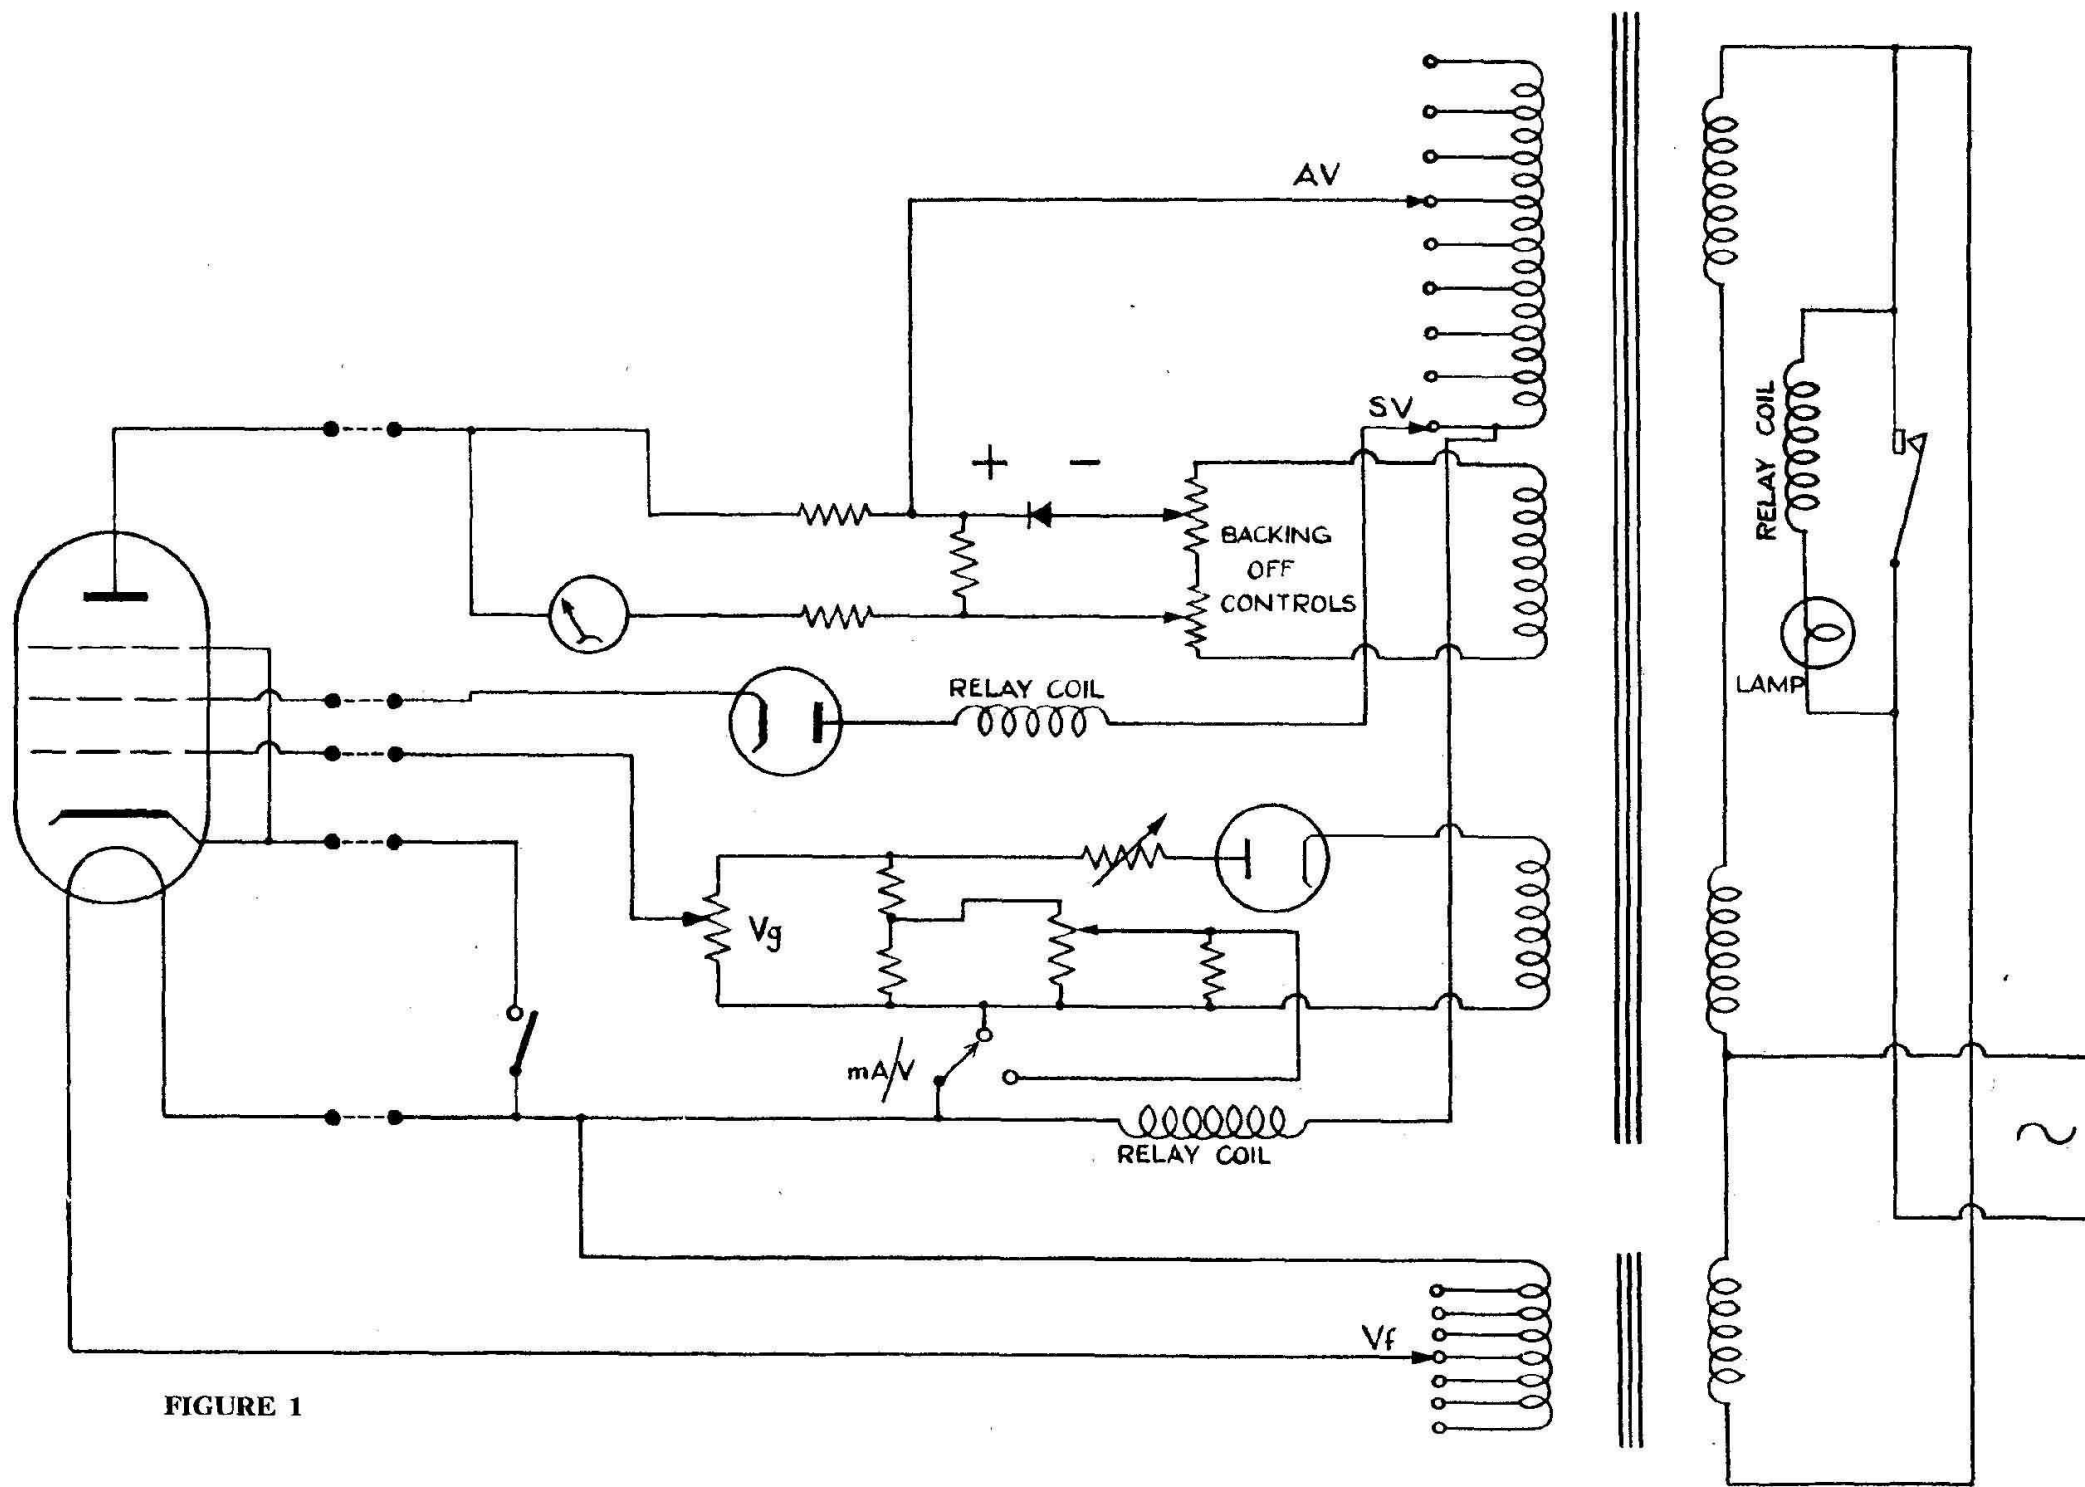 AV
SV
+ −
BACKING
OFF
CONTROLS
RELAY COIL
LAMP
RELAY COIL
Vg
mA/V
RELAY COIL
~
Vf
FIGURE 1